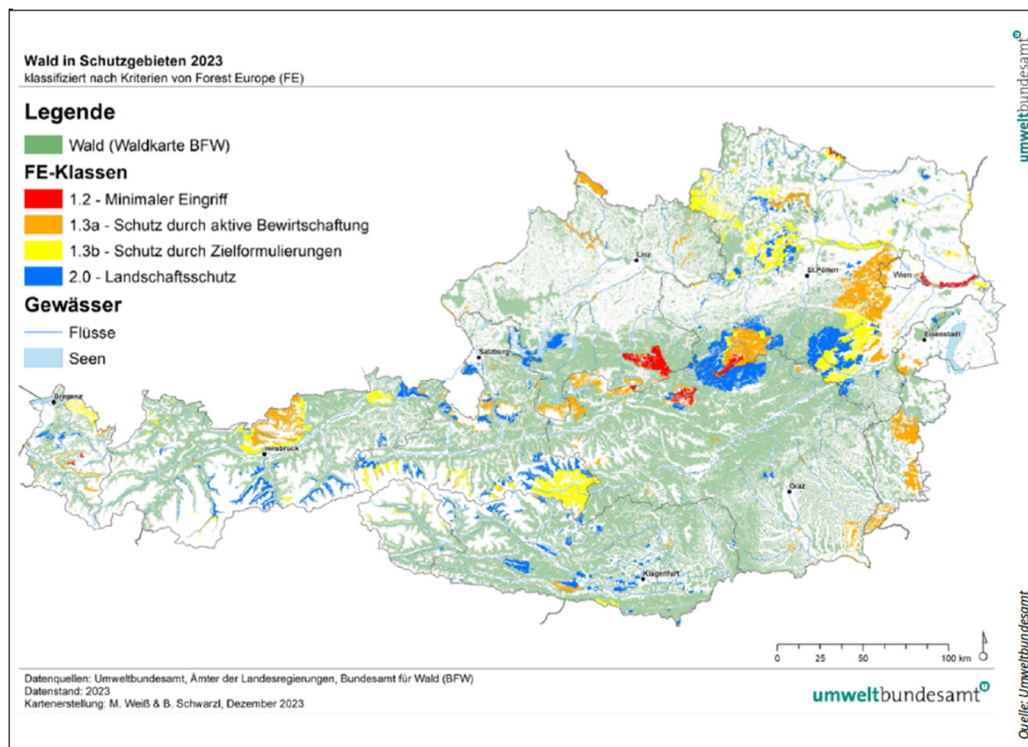 Wald in Schutzgebieten 2023
klassifiziert nach Kriterien von Forest Europe (FE)
Legende
Wald (Waldkarte BFW)
FE-Klassen
1.2 - Minimaler Eingriff
1.3a - Schutz durch aktive Bewirtschaftung
1.3b - Schutz durch Zielformulierungen
2.0 - Landschaftsschutz
Gewässer
Flüsse
Seen
Linz
St.Pölten
Wien
Eisenstadt
Salzburg
Bregenz
Innsbruck
Graz
Klagenfurt
0 25 50 100 km
Datenquellen: Umweltbundesamt, Ämter der Landesregierungen, Bundesamt für Wald (BFW)
Datenstand: 2023
Kartenerstellung: M. Weiß & B. Schwarzl, Dezember 2023
umweltbundesamt
umweltbundesamt
Quelle: Umweltbundesamt